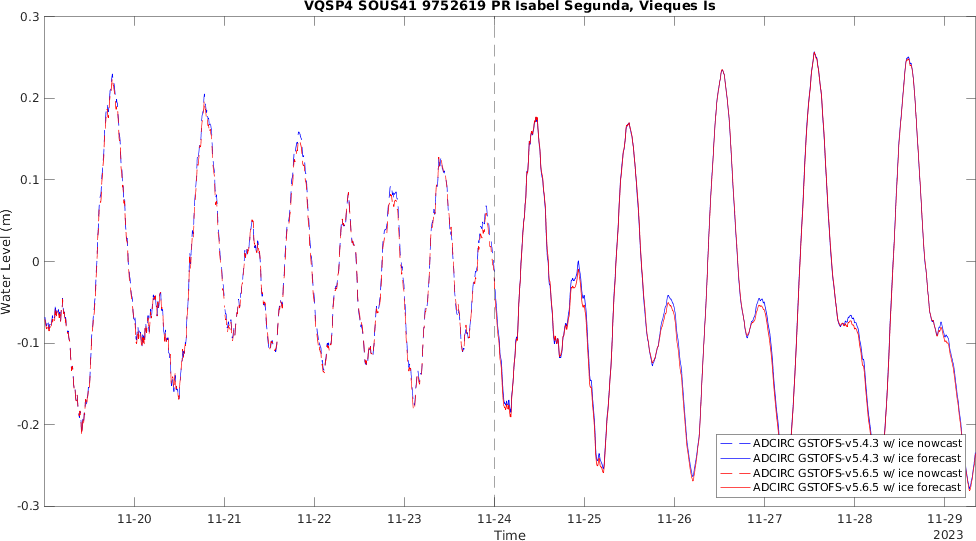 VQSP4 SOUS41 9752619 PR Isabel Segunda, Vieques Is
0.3
0.2
0.1
0
-0.1
-0.2
-0.3
Water Level (m)
11-20 11-21 11-22 11-23 11-24 11-25 11-26 11-27 11-28 11-29
Time
2023
ADCIRC GSTOFS-v5.4.3 w/ ice nowcast
ADCIRC GSTOFS-v5.4.3 w/ ice forecast
ADCIRC GSTOFS-v5.6.5 w/ ice nowcast
ADCIRC GSTOFS-v5.6.5 w/ ice forecast